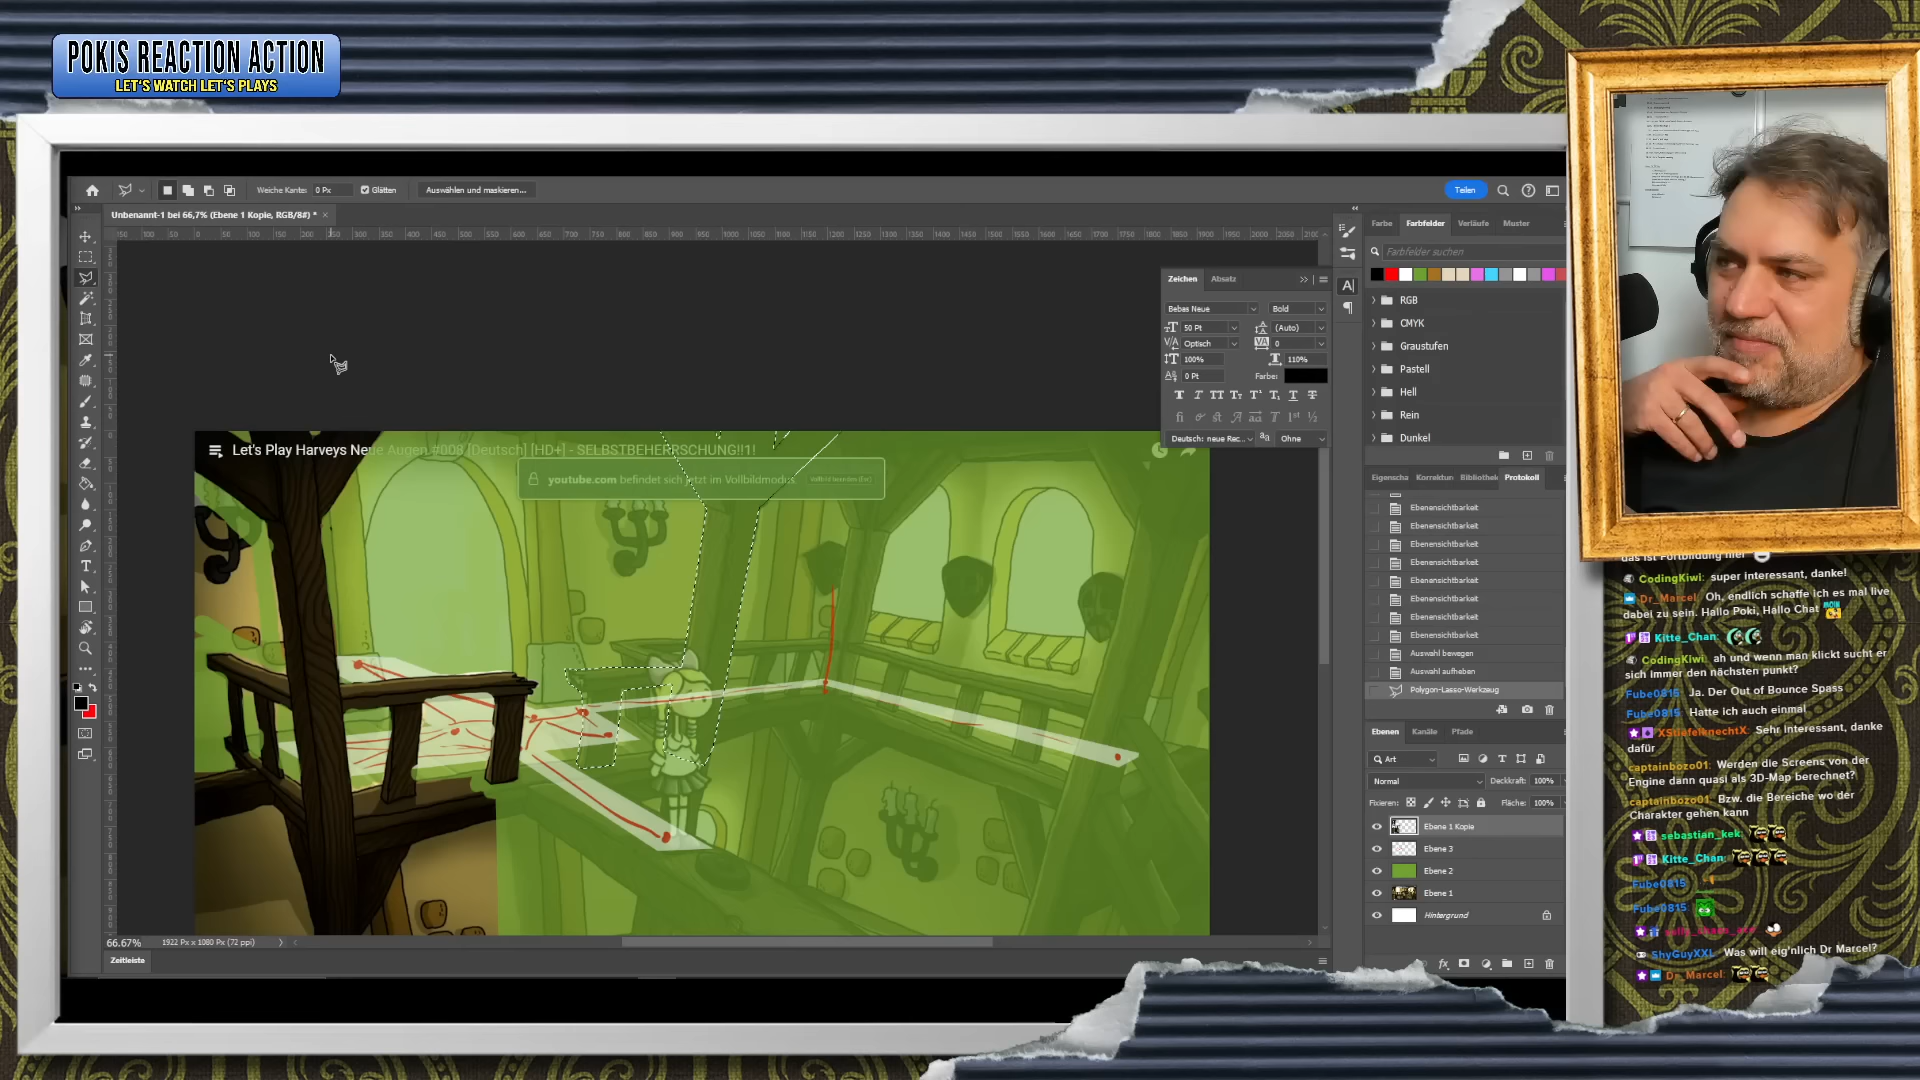 POKIS REACTION ACTION
LET'S WATCH LET'S PLAYS
Weiche Kante: 0 Px Glätten Auswählen und maskieren... Teilen
Unbenannt-1 bei 66,7% (Ebene 1 Kopie, RGB/8#) * ×
Farbe Farbfelder Verläufe Muster
Farbfelder suchen
RGB
CMYK
Graustufen
Pastell
Hell
Rein
Dunkel
Zeichen Absatz
Bebas Neue Bold
50 Pt (Auto)
Optisch 0
100% 110%
0 Pt Farbe:
Deutsch: neue Rec... Ohne
Let's Play Harveys Neue Augen #008 [Deutsch] [HD+] - SELBSTBEHERRSCHUNG!!1!
youtube.com befindet sich jetzt im Vollbildmodus
Eigenscha Korrektur Bibliothek Protokoll
Ebenensichtbarkeit
Ebenensichtbarkeit
Ebenensichtbarkeit
Ebenensichtbarkeit
Ebenensichtbarkeit
Ebenensichtbarkeit
Ebenensichtbarkeit
Ebenensichtbarkeit
Auswahl bewegen
Auswahl aufheben
Polygon-Lasso-Werkzeug
Ebenen Kanäle Pfade
Art
Normal Deckkraft: 100%
Fixieren: Fläche: 100%
Ebene 1 Kopie
Ebene 3
Ebene 2
Ebene 1
Hintergrund
66.67% 1922 Px x 1080 Px (72 ppi)
Zeitleiste
das ist Fortbildung hier
CodingKiwi: super interessant, danke!
Dr_Marcel: Oh, endlich schaffe ich es mal live
dabei zu sein. Hallo Poki, Hallo Chat
Kitte_Chan:
CodingKiwi: ah und wenn man klickt sucht er
sich immer den nächsten punkt?
Fube0815: Ja. Der Out of Bounce Spass
Fube0815: Hatte ich auch einmal
XStiefelknechtX: Sehr interessant, danke
dafür
captainbozo01: Werden die Screens von der
Engine dann quasi als 3D-Map berechnet?
captainbozo01: Bzw. die Bereiche wo der
Charakter gehen kann
sebastian_kek:
Kitte_Chan:
Fube0815:
Fube0815:
ShyGuyXXL: Was will eig'nlich Dr Marcel?
Dr_Marcel: